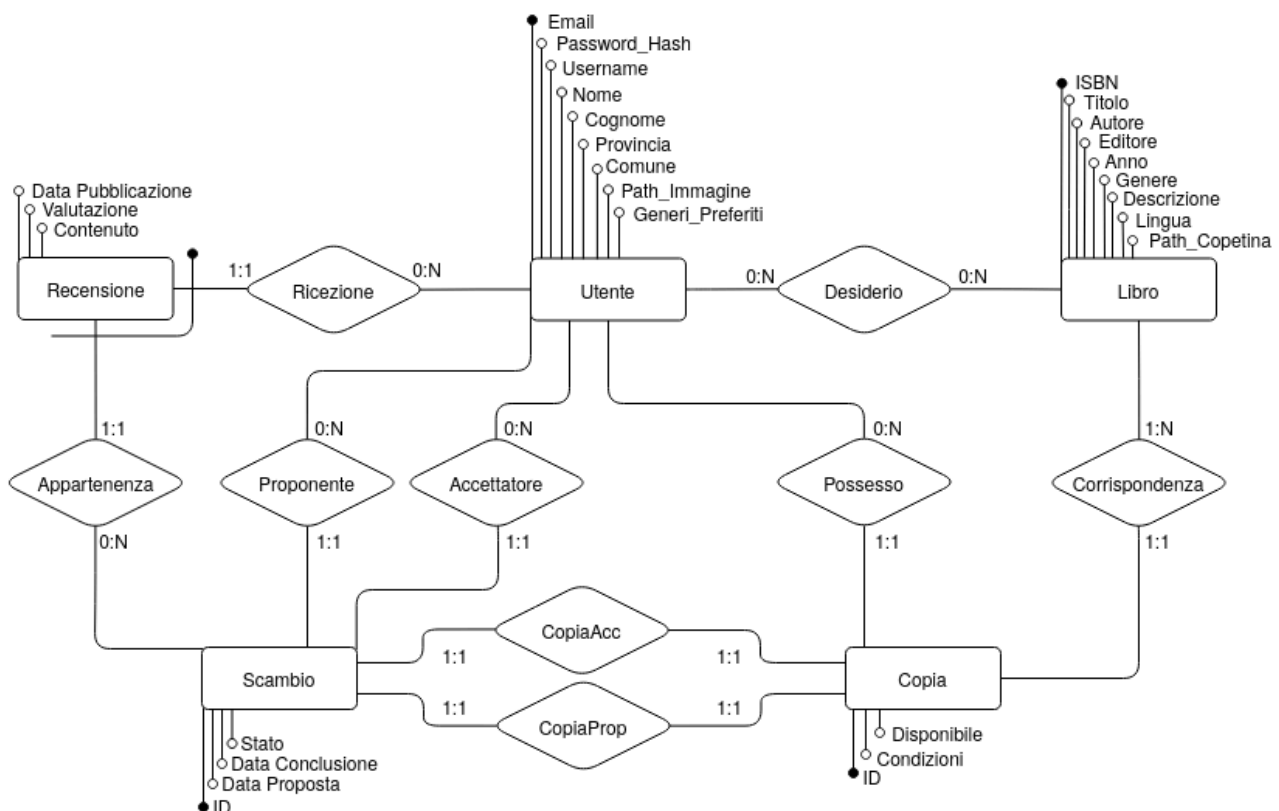 Email
Password_Hash
Username
Nome
Cognome
Provincia
Comune
Path_Immagine
Generi_Preferiti
ISBN
Titolo
Autore
Editore
Anno
Genere
Descrizione
Lingua
Path_Copetina
Data Pubblicazione
Valutazione
Contenuto
Recensione
1:1
Ricezione
0:N
Utente
0:N
Desiderio
0:N
Libro
1:1
0:N
0:N
0:N
1:N
Appartenenza
Proponente
Accettatore
Possesso
Corrispondenza
0:N
1:1
1:1
1:1
1:1
CopiaAcc
1:1
1:1
Scambio
Copia
1:1
1:1
CopiaProp
Stato
Data Conclusione
Data Proposta
ID
Disponibile
Condizioni
ID